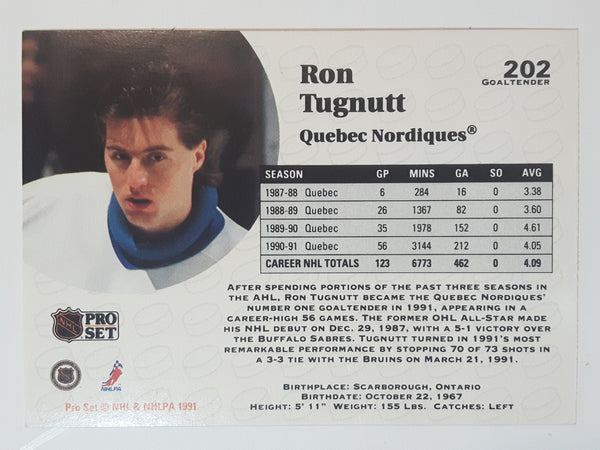 Ron
Tugnutt
Quebec Nordiques®
202
GOALTENDER
SEASON GP MINS GA SO AVG
1987-88 Quebec 6 284 16 0 3.38
1988-89 Quebec 26 1367 82 0 3.60
1989-90 Quebec 35 1978 152 0 4.61
1990-91 Quebec 56 3144 212 0 4.05
CAREER NHL TOTALS 123 6773 462 0 4.09
AFTER SPENDING PORTIONS OF THE PAST THREE SEASONS IN
THE AHL, RON TUGNUTT BECAME THE QUEBEC NORDIQUES'
NUMBER ONE GOALTENDER IN 1991, APPEARING IN A
CAREER-HIGH 56 GAMES. THE FORMER OHL ALL-STAR MADE
HIS NHL DEBUT ON DEC. 29, 1987, WITH A 5-1 VICTORY OVER
THE BUFFALO SABRES. TUGNUTT TURNED IN 1991'S MOST
REMARKABLE PERFORMANCE BY STOPPING 70 OF 73 SHOTS IN
A 3-3 TIE WITH THE BRUINS ON MARCH 21, 1991.
BIRTHPLACE: SCARBOROUGH, ONTARIO
BIRTHDATE: OCTOBER 22, 1967
HEIGHT: 5' 11" WEIGHT: 155 LBS. CATCHES: LEFT
NHL
PRO
SET
NHLPA
Pro Set © NHL & NHLPA 1991